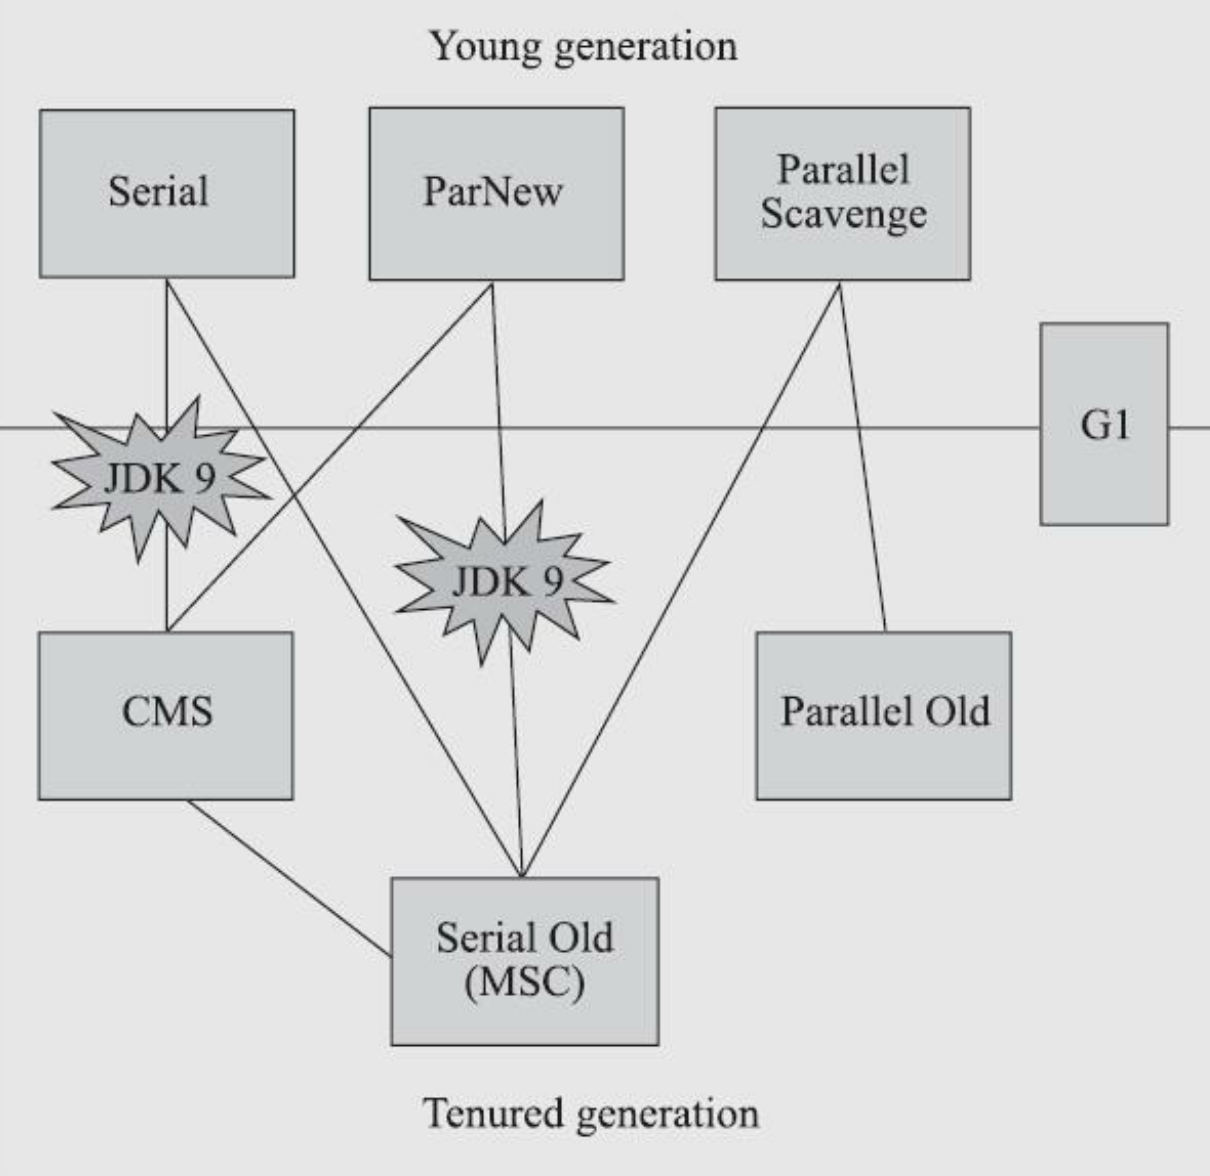 Young generation
Serial
ParNew
Parallel
Scavenge
G1
JDK 9
JDK 9
CMS
Parallel Old
Serial Old
(MSC)
Tenured generation